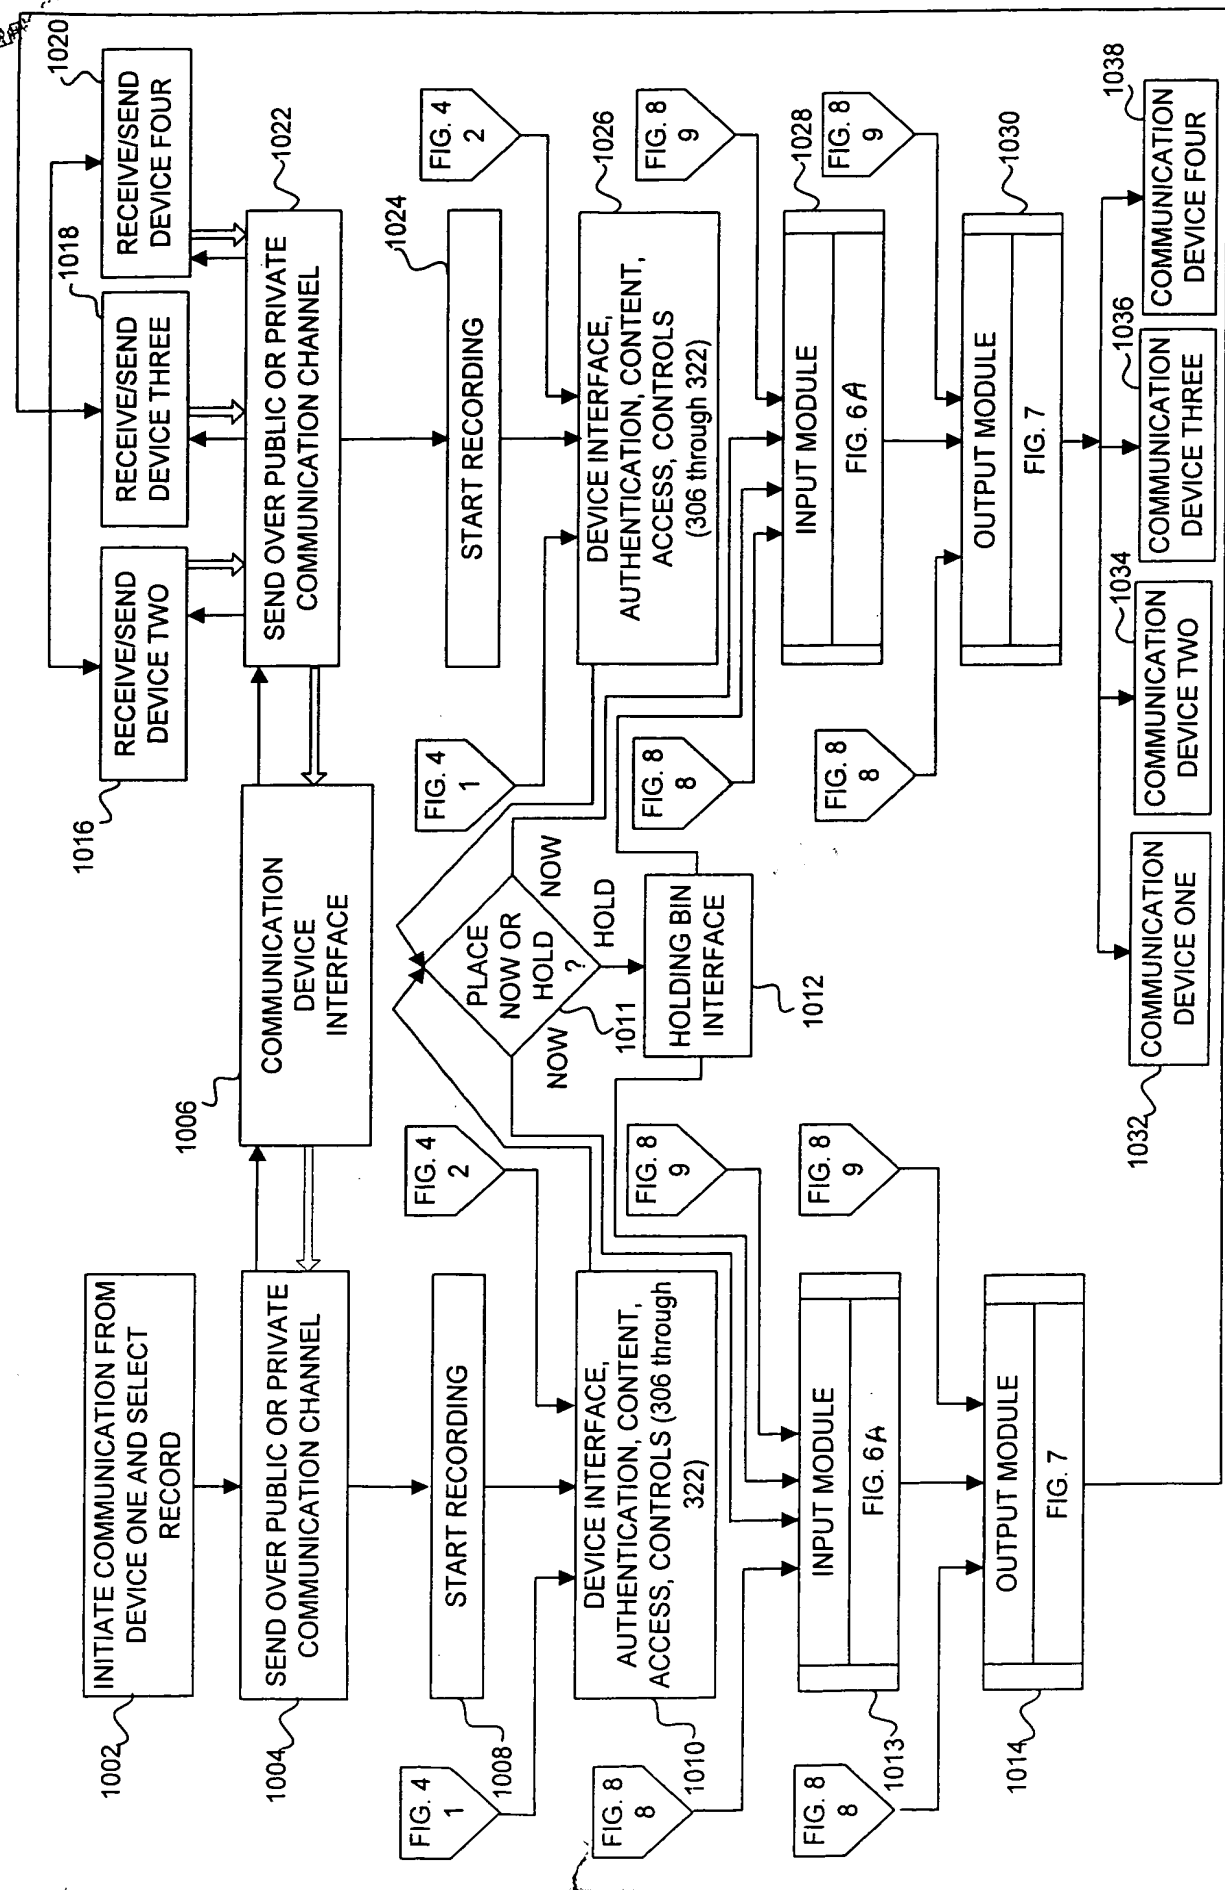 1002
INITIATE COMMUNICATION FROM
DEVICE ONE AND SELECT
RECORD
1004
SEND OVER PUBLIC OR PRIVATE
COMMUNICATION CHANNEL
1006
COMMUNICATION
DEVICE
INTERFACE
1016
RECEIVE/SEND
DEVICE TWO
1018
RECEIVE/SEND
DEVICE THREE
1020
RECEIVE/SEND
DEVICE FOUR
1022
SEND OVER PUBLIC OR PRIVATE
COMMUNICATION CHANNEL
FIG. 4
1
1008
START RECORDING
FIG. 4
2
FIG. 4
1
1024
START RECORDING
FIG. 4
2
FIG. 8
8
1010
DEVICE INTERFACE,
AUTHENTICATION, CONTENT,
ACCESS, CONTROLS (306 through
322)
PLACE
NOW OR
HOLD
?
NOW
NOW
HOLD
1011
1026
DEVICE INTERFACE,
AUTHENTICATION, CONTENT,
ACCESS, CONTROLS
(306 through 322)
FIG. 8
9
HOLDING BIN
INTERFACE
1012
FIG. 8
8
FIG. 8
9
FIG. 8
8
1013
INPUT MODULE
FIG. 6A
FIG. 8
9
1028
INPUT MODULE
FIG. 6A
FIG. 8
8
FIG. 8
9
1014
OUTPUT MODULE
FIG. 7
1030
OUTPUT MODULE
FIG. 7
1032
COMMUNICATION
DEVICE ONE
1034
COMMUNICATION
DEVICE TWO
1036
COMMUNICATION
DEVICE THREE
1038
COMMUNICATION
DEVICE FOUR